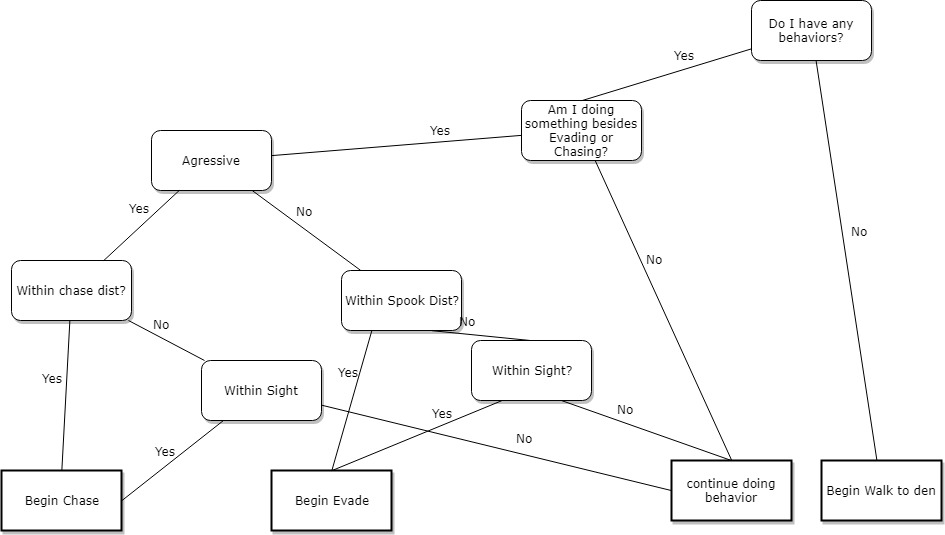 Do I have any
behaviors?
Yes
Am I doing
something besides
Evading or
Chasing?
Yes
Agressive
Yes
No
No
No
Within chase dist?
Within Spook Dist?
No
No
Within Sight?
Yes
Yes
Within Sight
Yes
No
Yes
No
Begin Chase
Begin Evade
continue doing
behavior
Begin Walk to den